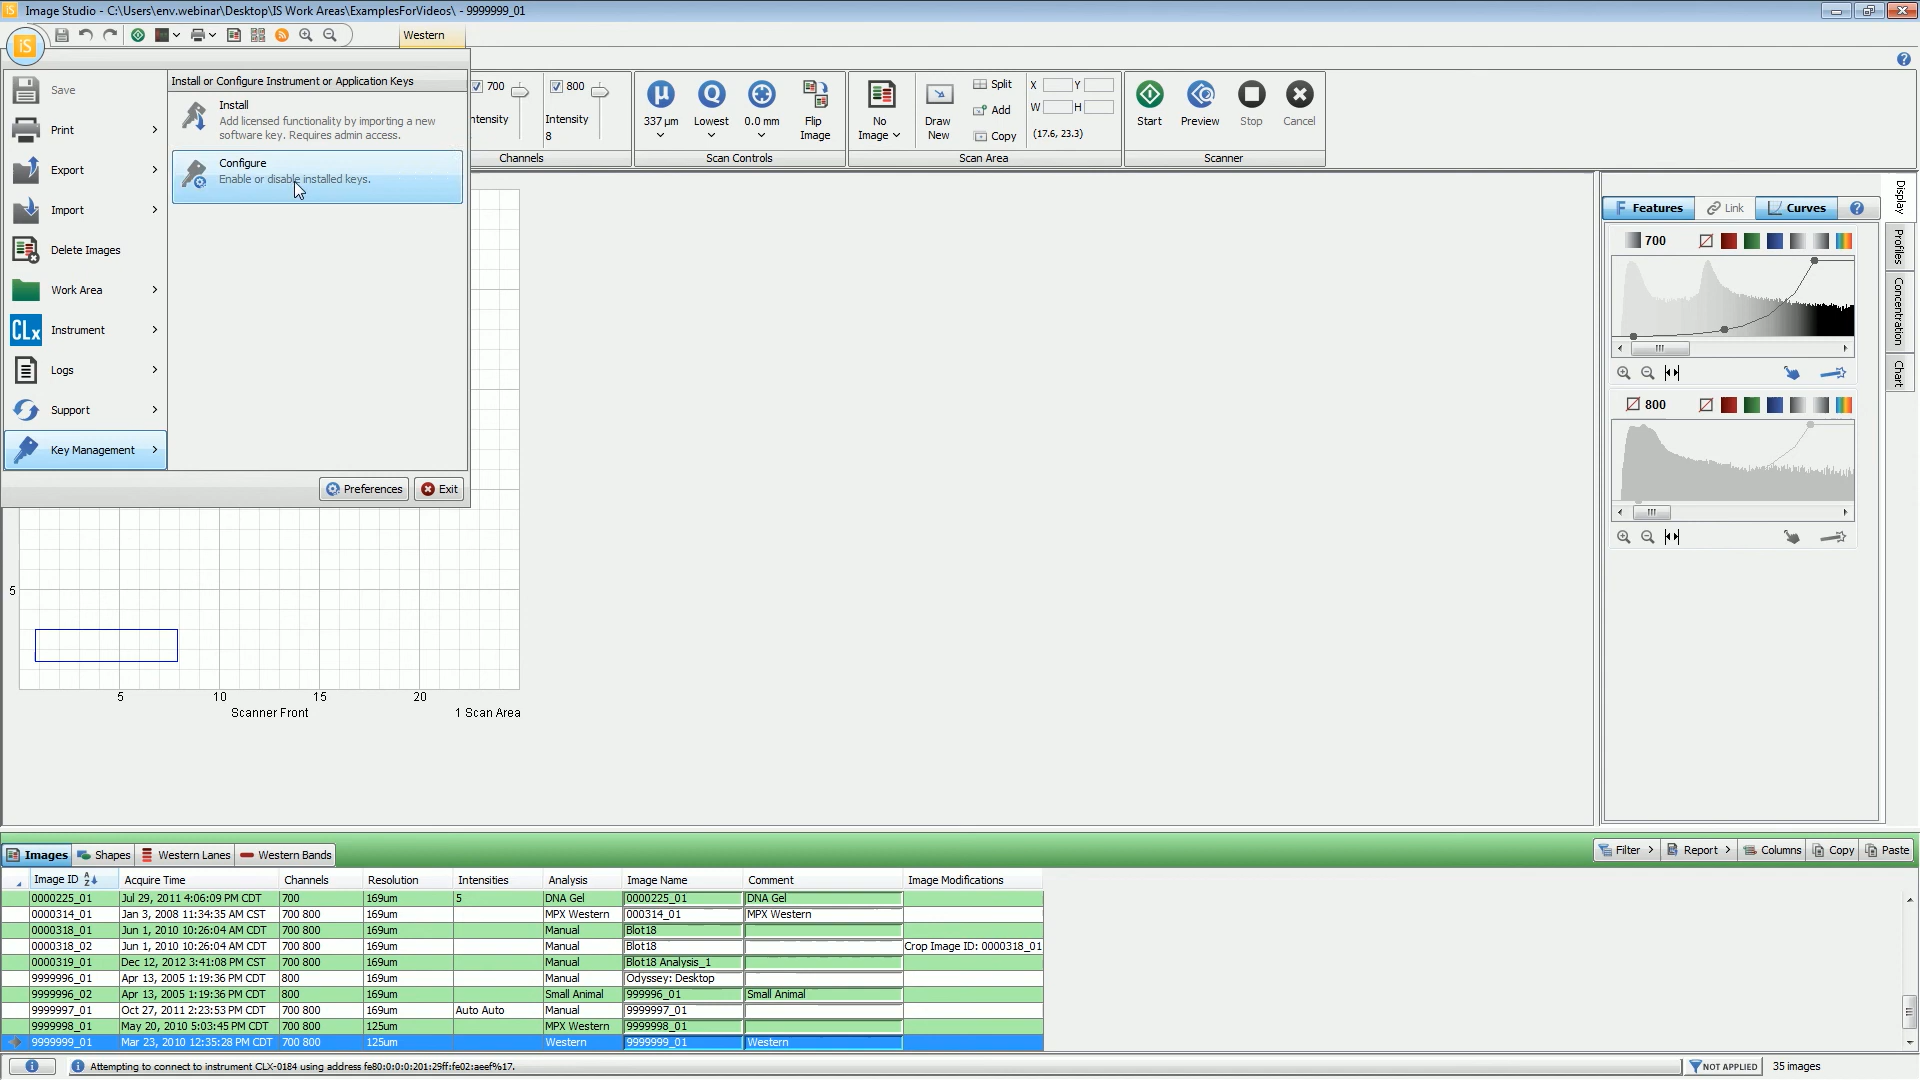 Image Studio - C:\Users\env.webinar\Desktop\IS Work Areas\ExamplesForVideos\ - 9999999_01
iS
Western
Save
Print
Export
Import
Delete Images
Work Area
CLx Instrument
Logs
Support
Key Management
Install or Configure Instrument or Application Keys
Install
Add licensed functionality by importing a new
software key. Requires admin access.
Configure
Enable or disable installed keys.
Preferences
Exit
700
800
ntensity
Intensity
8
Channels
337 µm
Lowest
0.0 mm
Flip
Image
Scan Controls
No
Image
Draw
New
Split
Add
Copy
X Y
W H
(17.6, 23.3)
Scan Area
Start
Preview
Stop
Cancel
Scanner
5
5 10 15 20
Scanner Front
1 Scan Area
Features
Link
Curves
Display
Profiles
Concentration
Chart
700
800
Images
Shapes
Western Lanes
Western Bands
Filter
Report
Columns
Copy
Paste
Image ID Acquire Time Channels Resolution Intensities Analysis Image Name Comment Image Modifications
0000225_01 Jul 29, 2011 4:06:09 PM CDT 700 169um 5 DNA Gel 0000225_01 DNA Gel
0000314_01 Jan 3, 2008 11:34:35 AM CST 700 800 169um MPX Western 000314_01 MPX Western
0000318_01 Jun 1, 2010 10:26:04 AM CDT 700 800 169um Manual Blot18
0000318_02 Jun 1, 2010 10:26:04 AM CDT 700 800 169um Manual Blot18 Crop Image ID: 0000318_01
0000319_01 Dec 12, 2012 3:41:08 PM CST 700 800 169um Manual Blot18 Analysis_1
9999996_01 Apr 13, 2005 1:19:36 PM CDT 800 169um Manual Odyssey: Desktop
9999996_02 Apr 13, 2005 1:19:36 PM CDT 800 169um Small Animal 999996_01 Small Animal
9999997_01 Oct 27, 2011 2:23:53 PM CDT 700 800 169um Auto Auto Manual 9999997_01
9999998_01 May 20, 2010 5:03:45 PM CDT 700 800 125um MPX Western 9999998_01
9999999_01 Mar 23, 2010 12:35:28 PM CDT 700 800 125um Western 9999999_01 Western
Attempting to connect to instrument CLX-0184 using address fe80:0:0:0:201:29ff:fe02:aeef%17.
NOT APPLIED
35 images